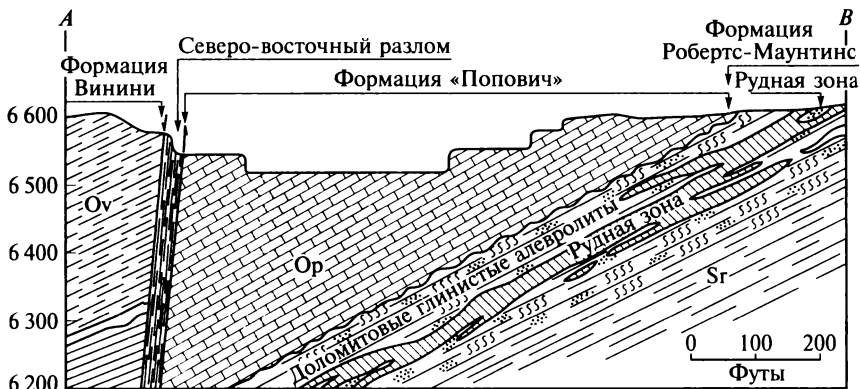 А
В
Северо-восточный разлом
Формация
Робертс-Маунтинс
Формация
Винини
Формация «Попович»
Рудная зона
6 600
6 500
6 400
6 300
6 200
Ov
Op
Sr
Доломитовые глинистые алевролиты
Рудная зона
0 100 200
Футы